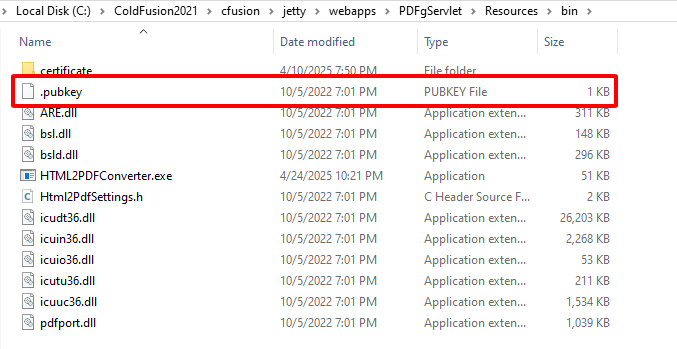 Local Disk (C:) > ColdFusion2021 > cfusion > jetty > webapps > PDFgServlet > Resources > bin >
Name Date modified Type Size
certificate 4/10/2025 7:50 PM File folder
.pubkey 10/5/2022 7:01 PM PUBKEY File 1 KB
ARE.dll 10/5/2022 7:01 PM Application exten... 311 KB
bsl.dll 10/5/2022 7:01 PM Application exten... 148 KB
bsld.dll 10/5/2022 7:01 PM Application exten... 296 KB
HTML2PDFConverter.exe 4/24/2025 10:21 PM Application 51 KB
Html2PdfSettings.h 10/5/2022 7:01 PM C Header Source F... 2 KB
icudt36.dll 10/5/2022 7:01 PM Application exten... 26,203 KB
icuin36.dll 10/5/2022 7:01 PM Application exten... 2,268 KB
icuio36.dll 10/5/2022 7:01 PM Application exten... 53 KB
icutu36.dll 10/5/2022 7:01 PM Application exten... 211 KB
icuuc36.dll 10/5/2022 7:01 PM Application exten... 1,534 KB
pdfport.dll 10/5/2022 7:01 PM Application exten... 1,039 KB